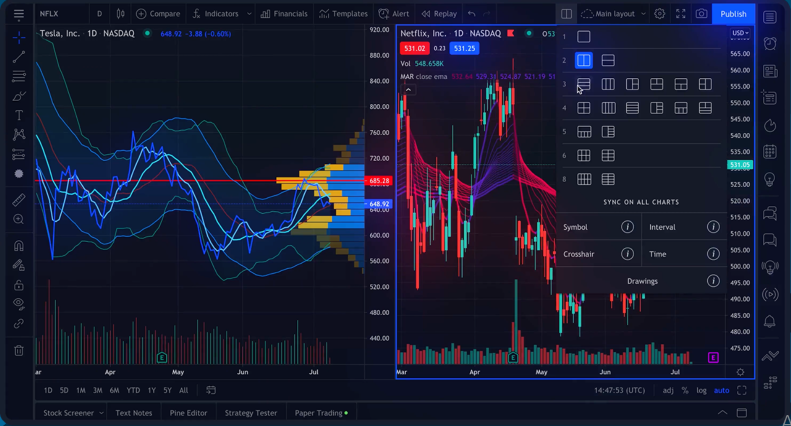 NFLX D Compare Indicators Financials Templates Alert Replay Main layout Publish
Tesla, Inc. 1D NASDAQ 648.92 -3.88 (-0.60%)
920.00
880.00
800.00
760.00
720.00
685.28
648.92
640.00
600.00
560.00
520.00
480.00
440.00
ar Apr May Jun Jul
Netflix, Inc. 1D NASDAQ O53
531.02 0.23 531.25
Vol 548.658K
MAR close ema 532.64 529.38 524.87 521.19 51
1
2
3
4
5
6
8
SYNC ON ALL CHARTS
Symbol i Interval i
Crosshair i Time i
Drawings i
USD
565.00
560.00
555.00
550.00
545.00
540.00
535.00
531.05
525.00
520.00
515.00
510.00
505.00
500.00
495.00
490.00
485.00
480.00
475.00
E E E
Mar Apr May Jun Jul
1D 5D 1M 3M 6M YTD 1Y 5Y All 14:47:53 (UTC) adj % log auto
Stock Screener Text Notes Pine Editor Strategy Tester Paper Trading